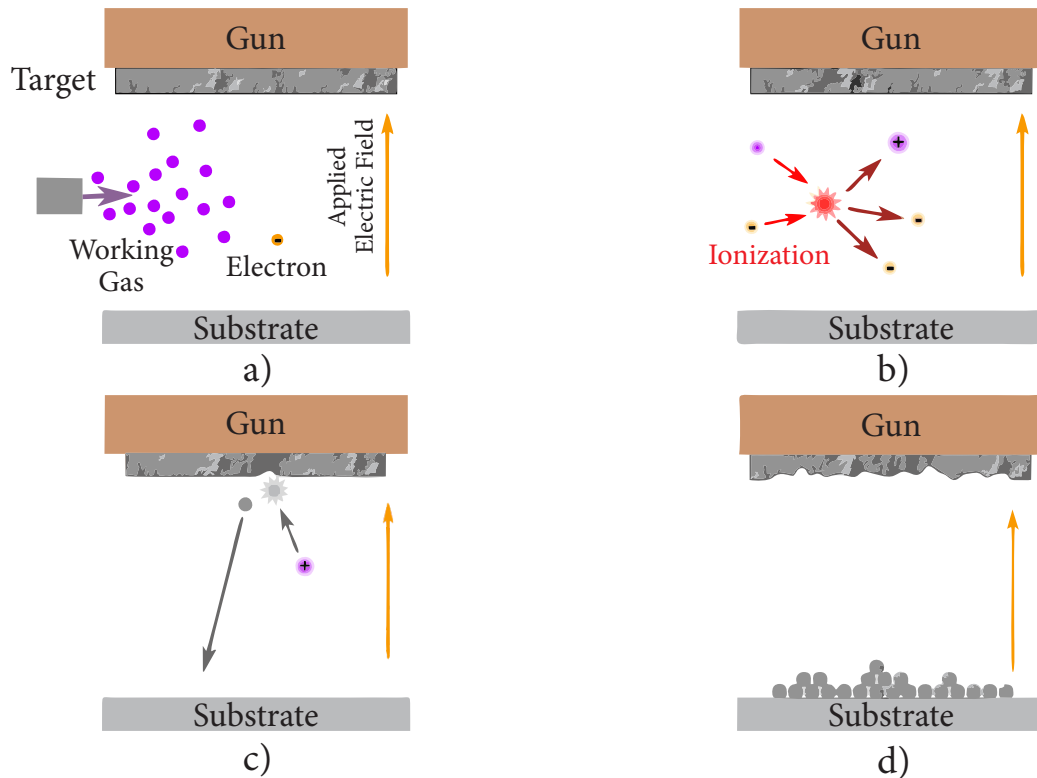 Gun
Target
Applied
Electric Field
Working
Gas
-
Electron
Substrate
a)
Gun
+
-
-
-
Ionization
Substrate
b)
Gun
+
Substrate
c)
Gun
Substrate
d)